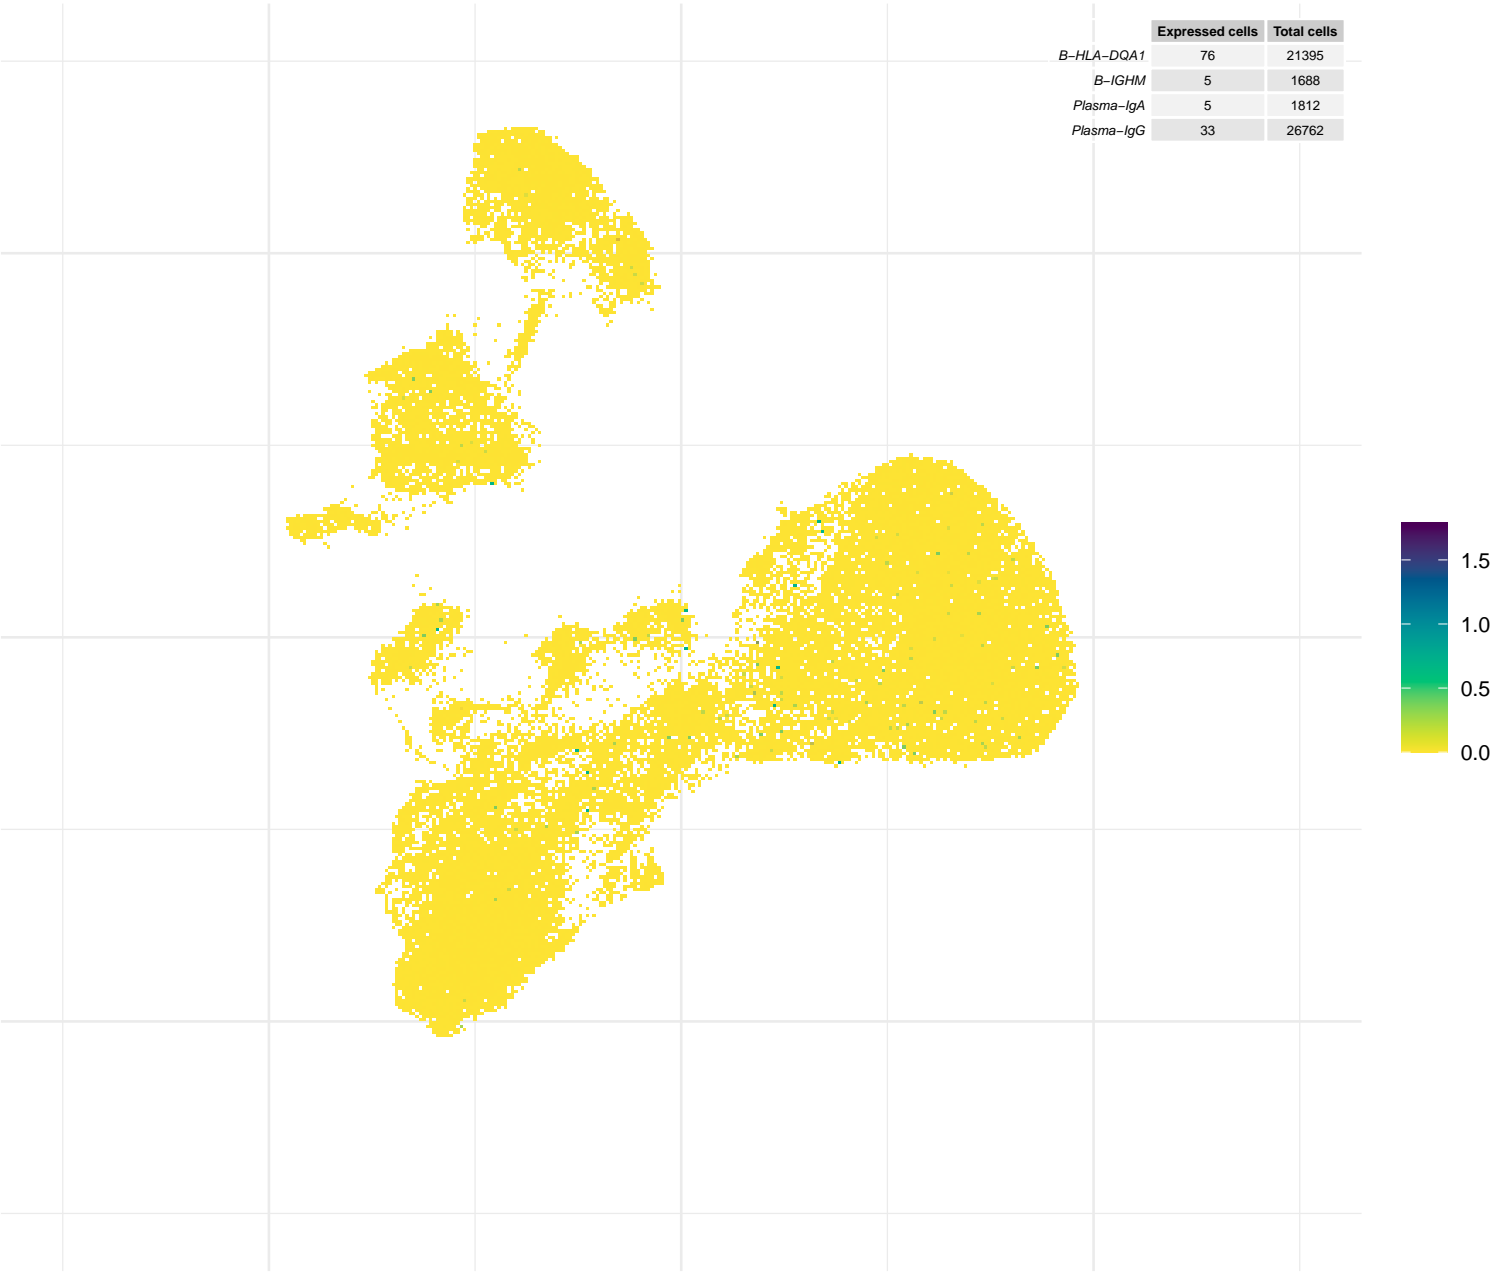 Expressed cells Total cells
B−HLA−DQA1 76 21395
B−IGHM 5 1688
Plasma−IgA 5 1812
Plasma−IgG 33 26762
1.5
1.0
0.5
0.0